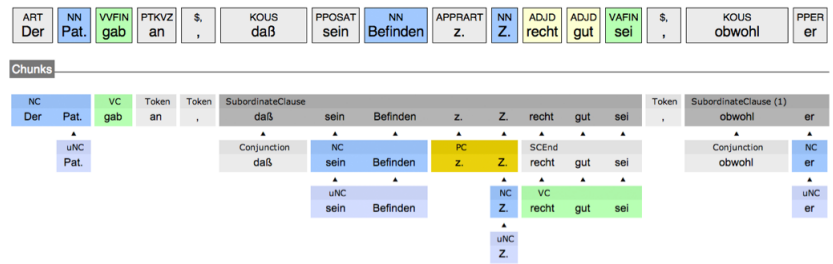 ART NN VVFIN PTKVZ $, KOUS PPOSAT NN APPRART NN ADJD ADJD VAFIN $, KOUS PPER
Der Pat. gab an , daß sein Befinden z. Z. recht gut sei , obwohl er
Chunks
NC VC Token Token SubordinateClause Token SubordinateClause (1)
Der Pat. gab an , daß sein Befinden z. Z. recht gut sei , obwohl er
uNC Conjunction NC PC SCEnd Conjunction NC
Pat. daß sein Befinden z. Z. recht gut sei obwohl er
uNC NC VC uNC
sein Befinden Z. recht gut sei er
uNC
Z.